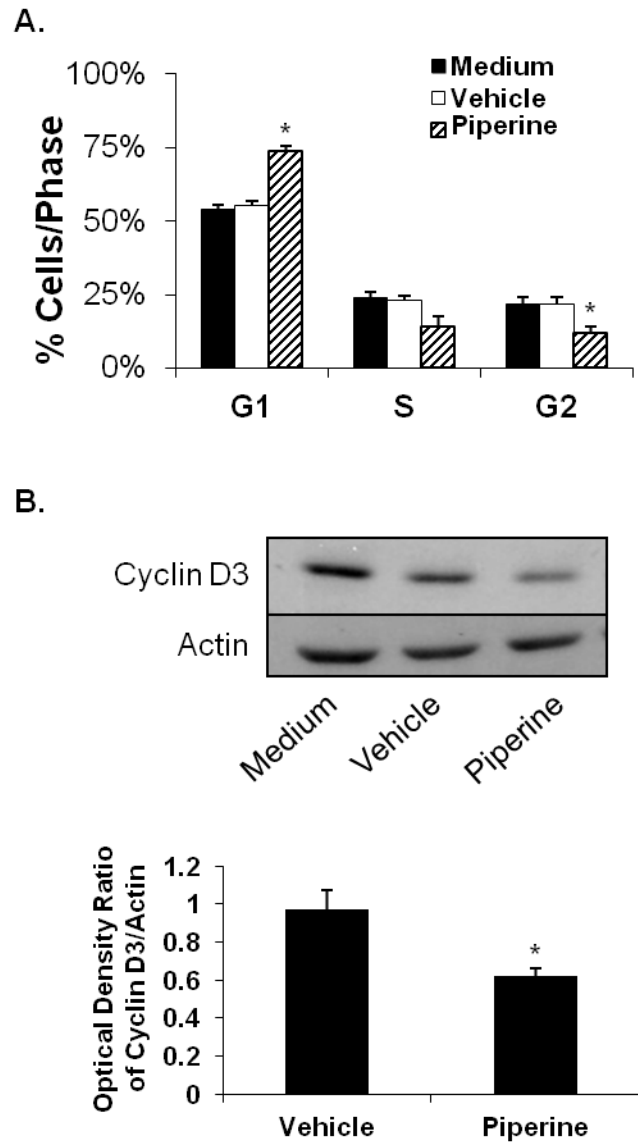 A.
Medium
Vehicle
Piperine
% Cells/Phase
100%
75%
50%
25%
0%
*
*
G1 S G2
B.
Cyclin D3
Actin
Medium Vehicle Piperine
Optical Density Ratio
of Cyclin D3/Actin
1.2
1
0.8
0.6
0.4
0.2
0
*
Vehicle Piperine